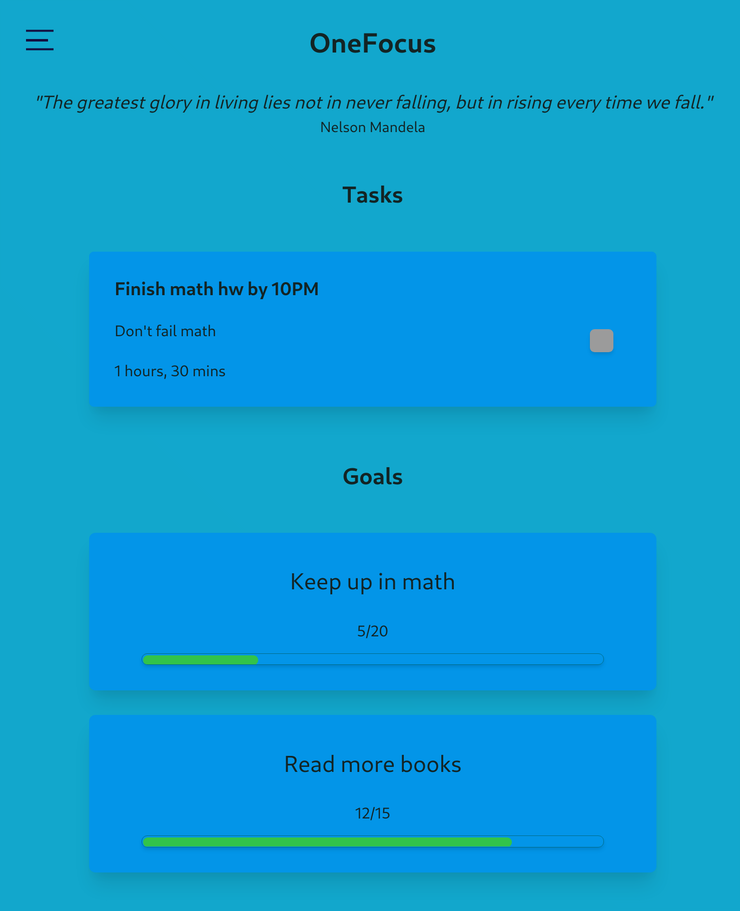 OneFocus
"The greatest glory in living lies not in never falling, but in rising every time we fall."
Nelson Mandela
Tasks
Finish math hw by 10PM
Don't fail math
1 hours, 30 mins
Goals
Keep up in math
5/20
Read more books
12/15